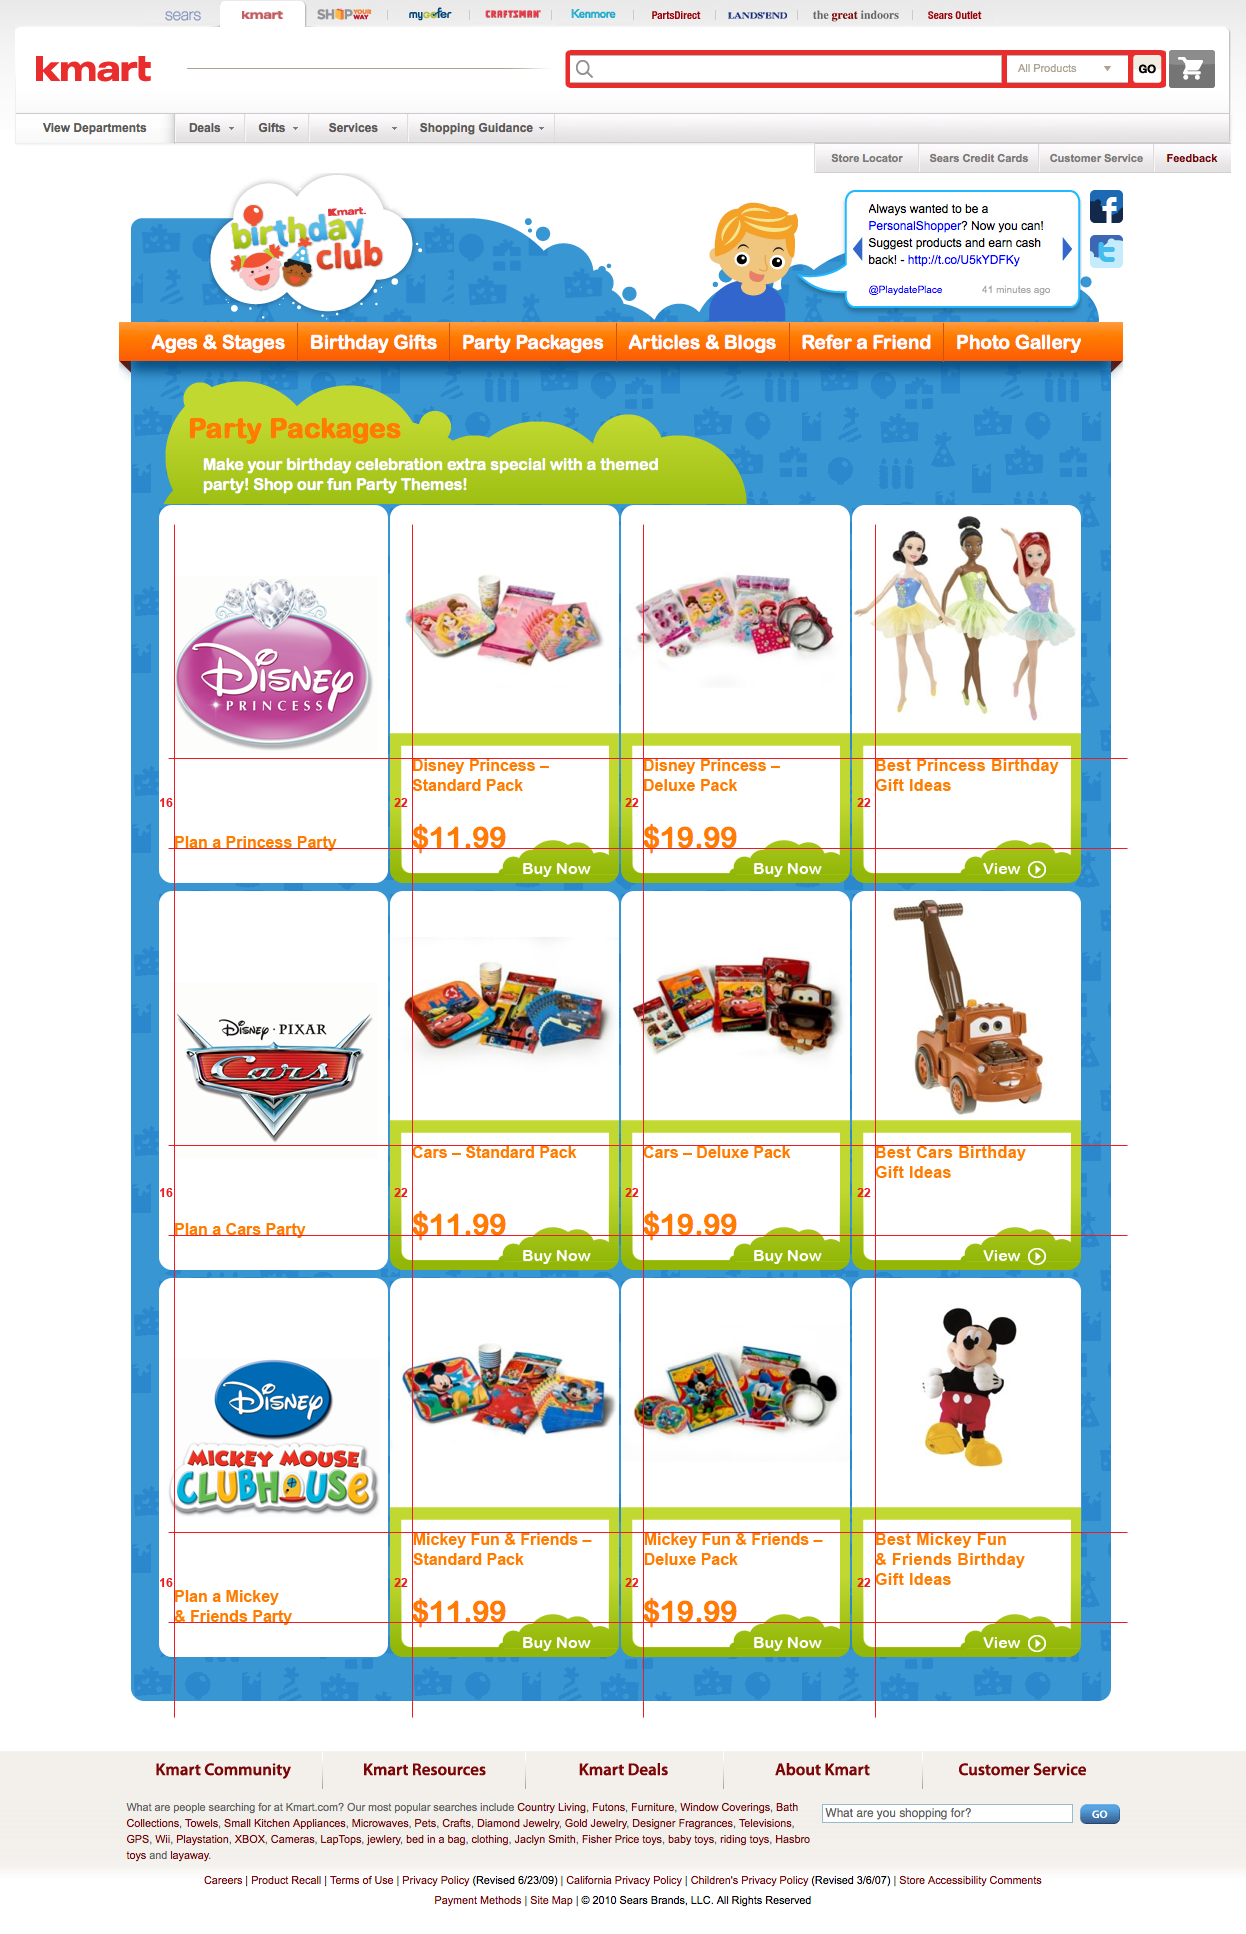 sears kmart SHOP YOUR WAY mygofer CRAFTSMAN Kenmore PartsDirect LANDS'END the great indoors Sears Outlet
kmart
All Products GO
View Departments Deals Gifts Services Shopping Guidance
Store Locator Sears Credit Cards Customer Service Feedback
Kmart.
birthday
club
Always wanted to be a
PersonalShopper? Now you can!
Suggest products and earn cash
back! - http://t.co/U5kYDFKy
@PlaydatePlace 41 minutes ago
Ages & Stages Birthday Gifts Party Packages Articles & Blogs Refer a Friend Photo Gallery
Party Packages
Make your birthday celebration extra special with a themed
party! Shop our fun Party Themes!
Disney
PRINCESS
Disney Princess –
Standard Pack
Disney Princess –
Deluxe Pack
Best Princess Birthday
Gift Ideas
16 22 22 22
Plan a Princess Party
$11.99 $19.99
Buy Now Buy Now View
Disney · PIXAR
Cars
Cars – Standard Pack
Cars – Deluxe Pack
Best Cars Birthday
Gift Ideas
16 22 22 22
Plan a Cars Party
$11.99 $19.99
Buy Now Buy Now View
Disney
MICKEY MOUSE
CLUBHOUSE
Mickey Fun & Friends –
Standard Pack
Mickey Fun & Friends –
Deluxe Pack
Best Mickey Fun
& Friends Birthday
Gift Ideas
16 22 22 22
Plan a Mickey
& Friends Party
$11.99 $19.99
Buy Now Buy Now View
Kmart Community Kmart Resources Kmart Deals About Kmart Customer Service
What are people searching for at Kmart.com? Our most popular searches include Country Living, Futons, Furniture, Window Coverings, Bath
Collections, Towels, Small Kitchen Appliances, Microwaves, Pets, Crafts, Diamond Jewelry, Gold Jewelry, Designer Fragrances, Televisions,
GPS, Wii, Playstation, XBOX, Cameras, LapTops, jewlery, bed in a bag, clothing, Jaclyn Smith, Fisher Price toys, baby toys, riding toys, Hasbro
toys and layaway.
What are you shopping for? GO
Careers | Product Recall | Terms of Use | Privacy Policy (Revised 6/23/09) | California Privacy Policy | Children's Privacy Policy (Revised 3/6/07) | Store Accessibility Comments
Payment Methods | Site Map | © 2010 Sears Brands, LLC. All Rights Reserved